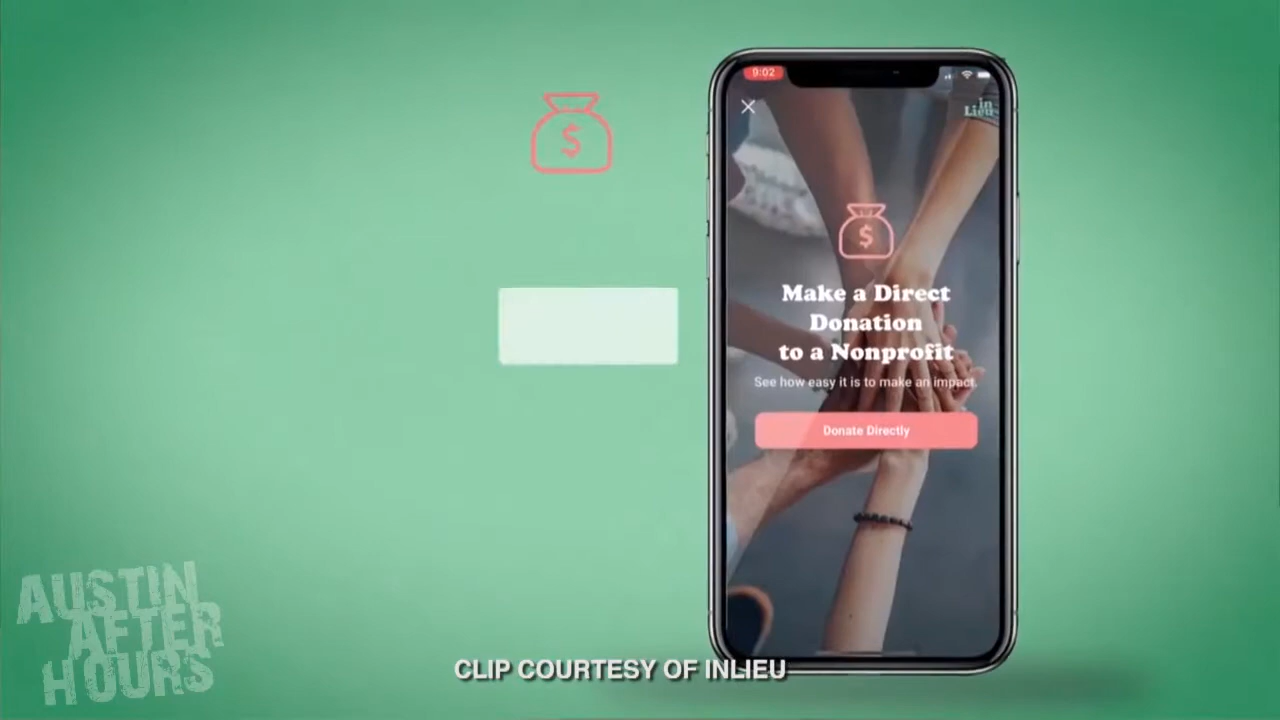 $
9:02
in
Lieu
$
Make a Direct
Donation
to a Nonprofit
See how easy it is to make an impact.
Donate Directly
AUSTIN
AFTER
HOURS
CLIP COURTESY OF INLIEU